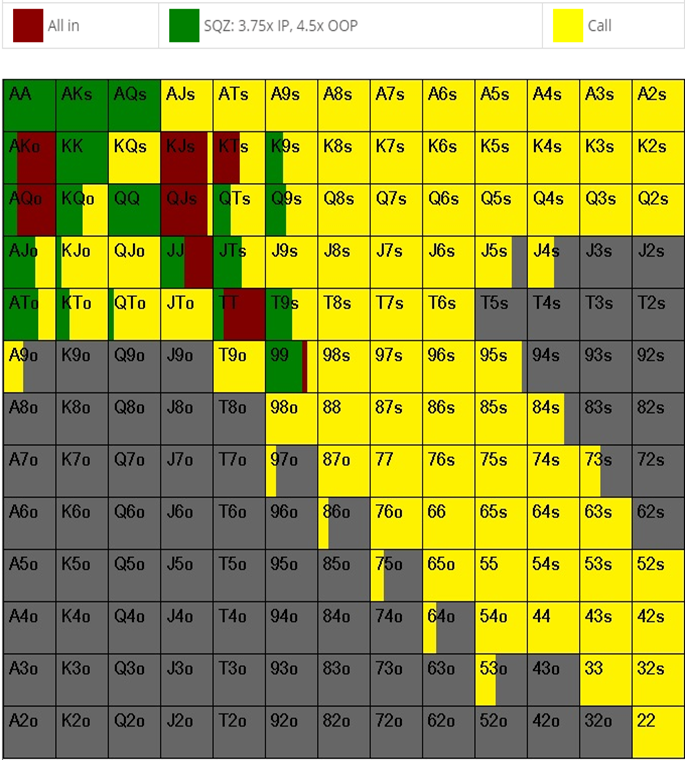 All in SQZ: 3.75x IP, 4.5x OOP Call
AA AKs AQs AJs ATs A9s A8s A7s A6s A5s A4s A3s A2s
AKo KK KQs KJs KTs K9s K8s K7s K6s K5s K4s K3s K2s
AQo KQo QQ QJs QTs Q9s Q8s Q7s Q6s Q5s Q4s Q3s Q2s
AJo KJo QJo JJ JTs J9s J8s J7s J6s J5s J4s J3s J2s
ATo KTo QTo JTo TT T9s T8s T7s T6s T5s T4s T3s T2s
A9o K9o Q9o J9o T9o 99 98s 97s 96s 95s 94s 93s 92s
A8o K8o Q8o J8o T8o 98o 88 87s 86s 85s 84s 83s 82s
A7o K7o Q7o J7o T7o 97o 87o 77 76s 75s 74s 73s 72s
A6o K6o Q6o J6o T6o 96o 86o 76o 66 65s 64s 63s 62s
A5o K5o Q5o J5o T5o 95o 85o 75o 65o 55 54s 53s 52s
A4o K4o Q4o J4o T4o 94o 84o 74o 64o 54o 44 43s 42s
A3o K3o Q3o J3o T3o 93o 83o 73o 63o 53o 43o 33 32s
A2o K2o Q2o J2o T2o 92o 82o 72o 62o 52o 42o 32o 22